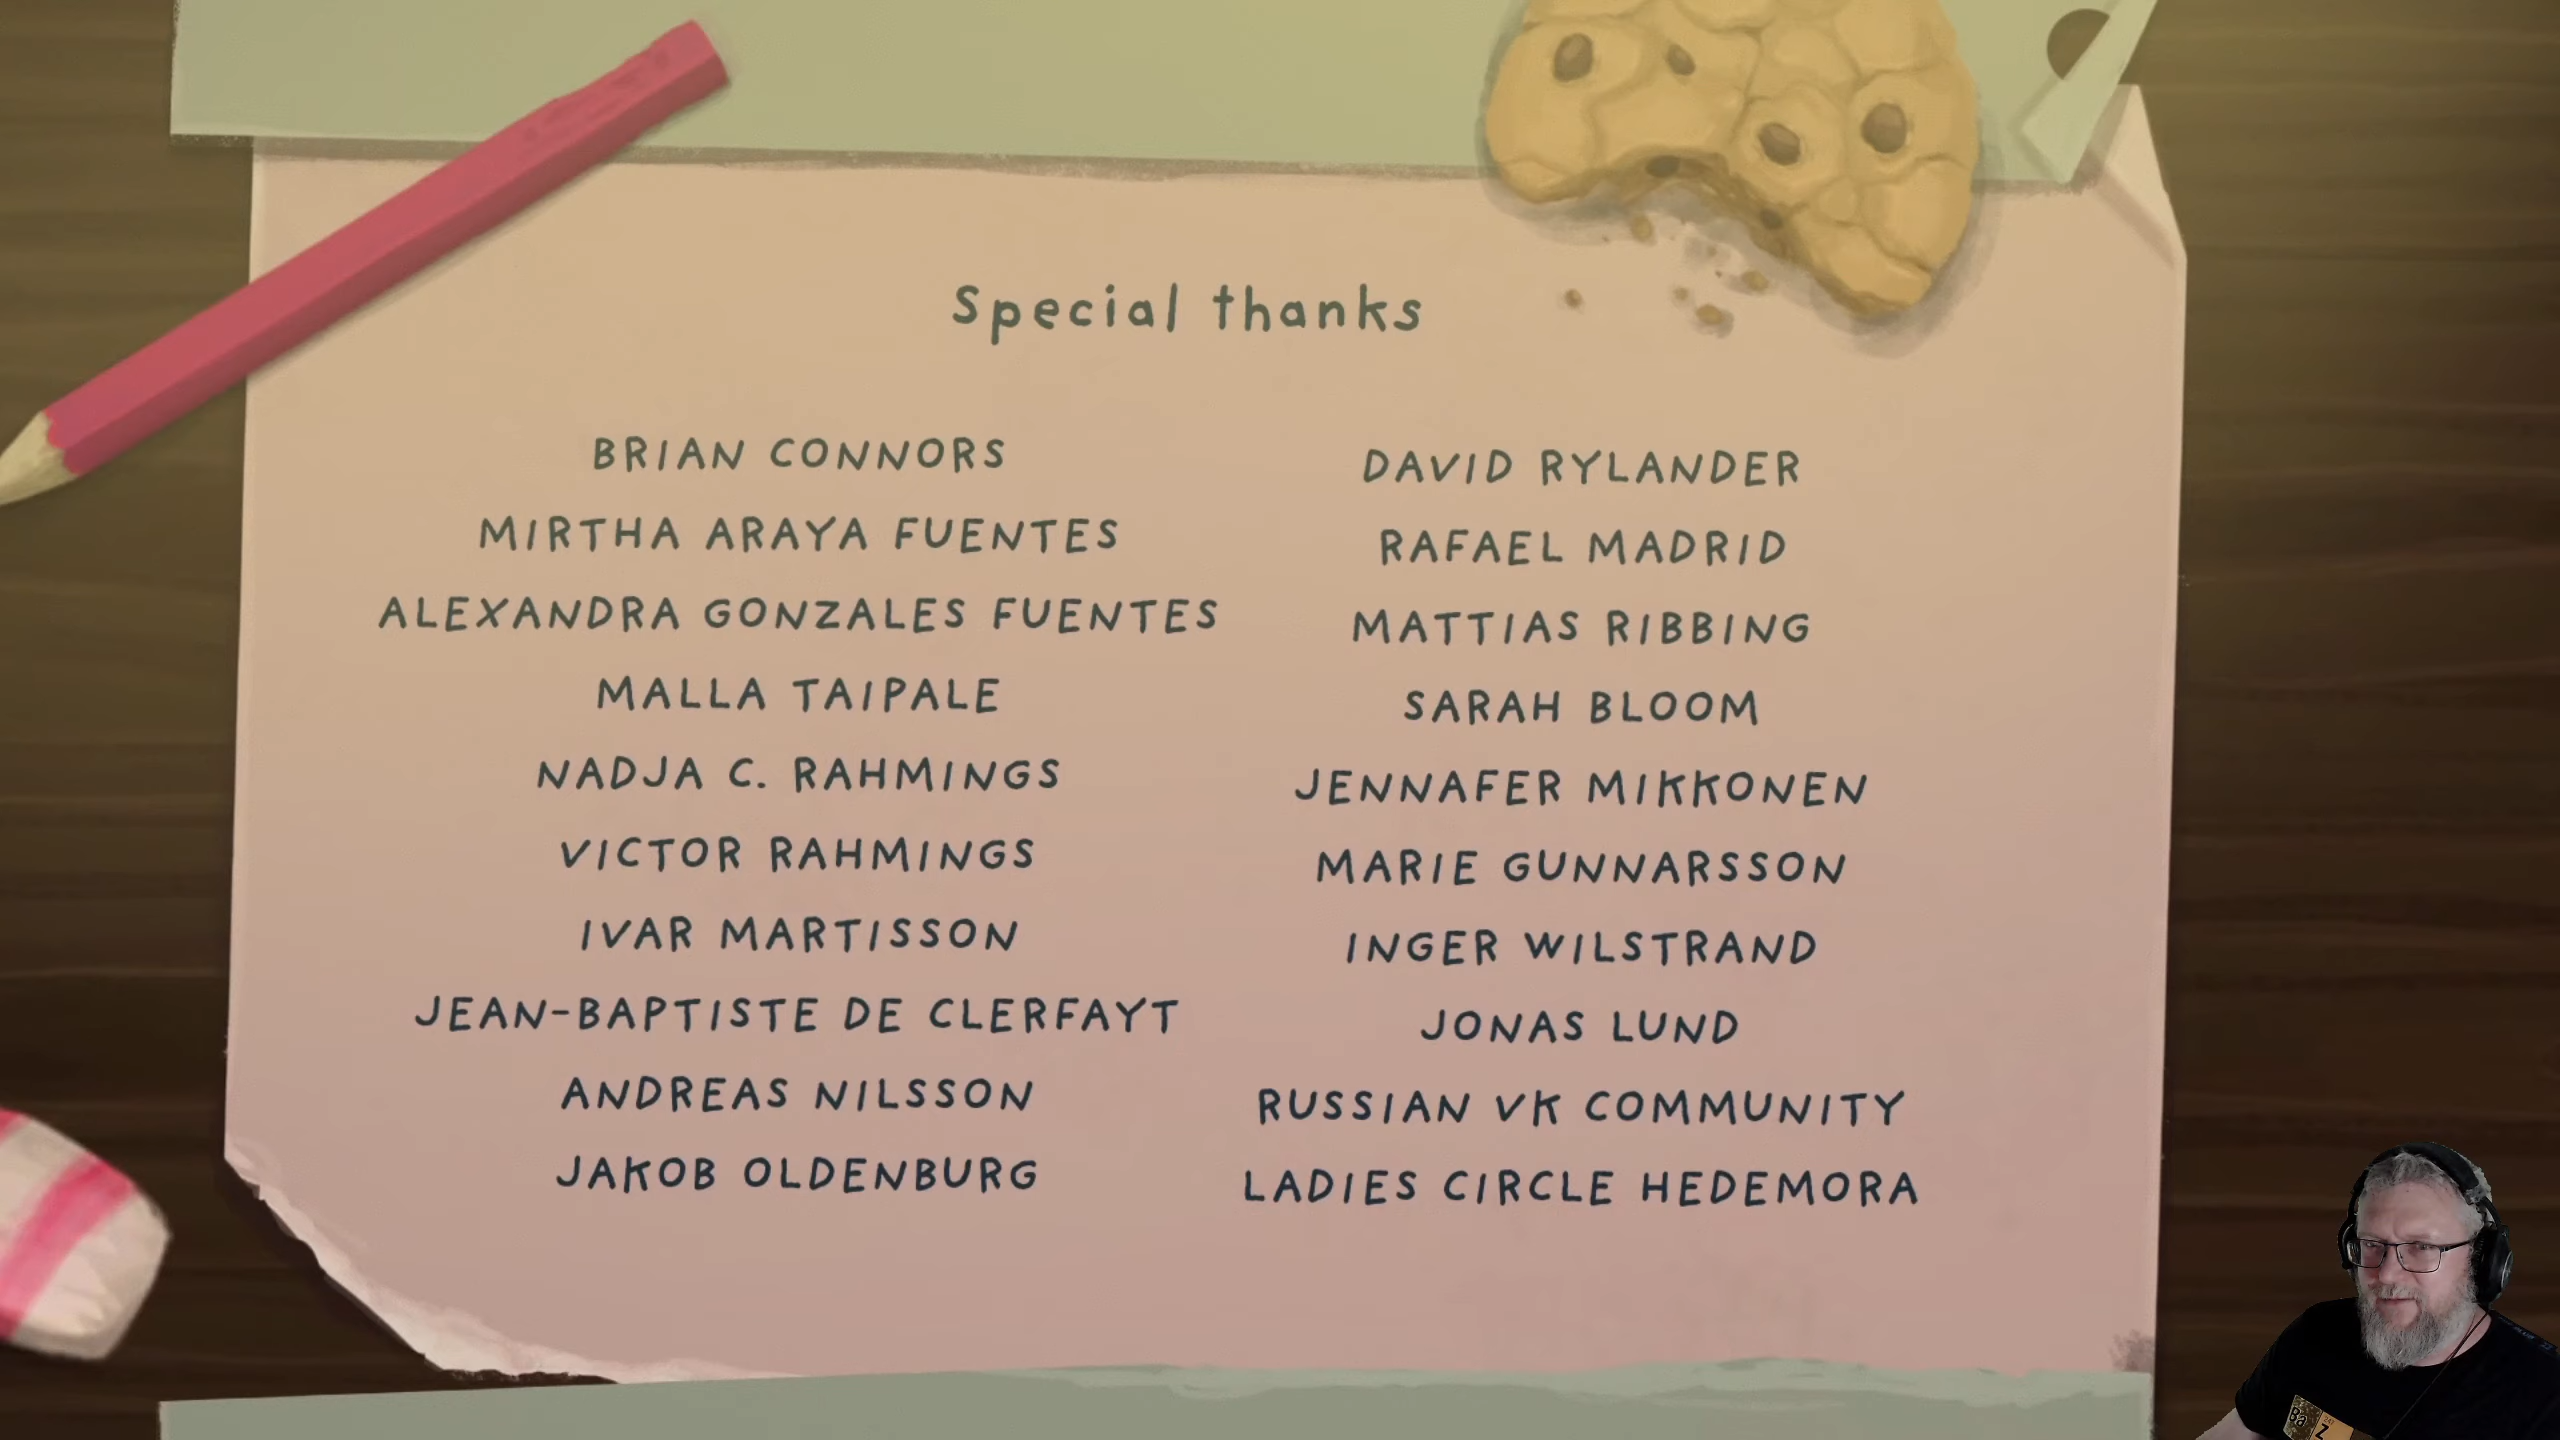 Special thanks
BRIAN CONNORS
MIRTHA ARAYA FUENTES
ALEXANDRA GONZALES FUENTES
MALLA TAIPALE
NADJA C. RAHMINGS
VICTOR RAHMINGS
IVAR MARTISSON
JEAN-BAPTISTE DE CLERFAYT
ANDREAS NILSSON
JAKOB OLDENBURG
DAVID RYLANDER
RAFAEL MADRID
MATTIAS RIBBING
SARAH BLOOM
JENNAFER MIKKONEN
MARIE GUNNARSSON
INGER WILSTRAND
JONAS LUND
RUSSIAN VK COMMUNITY
LADIES CIRCLE HEDEMORA
Ba
Z